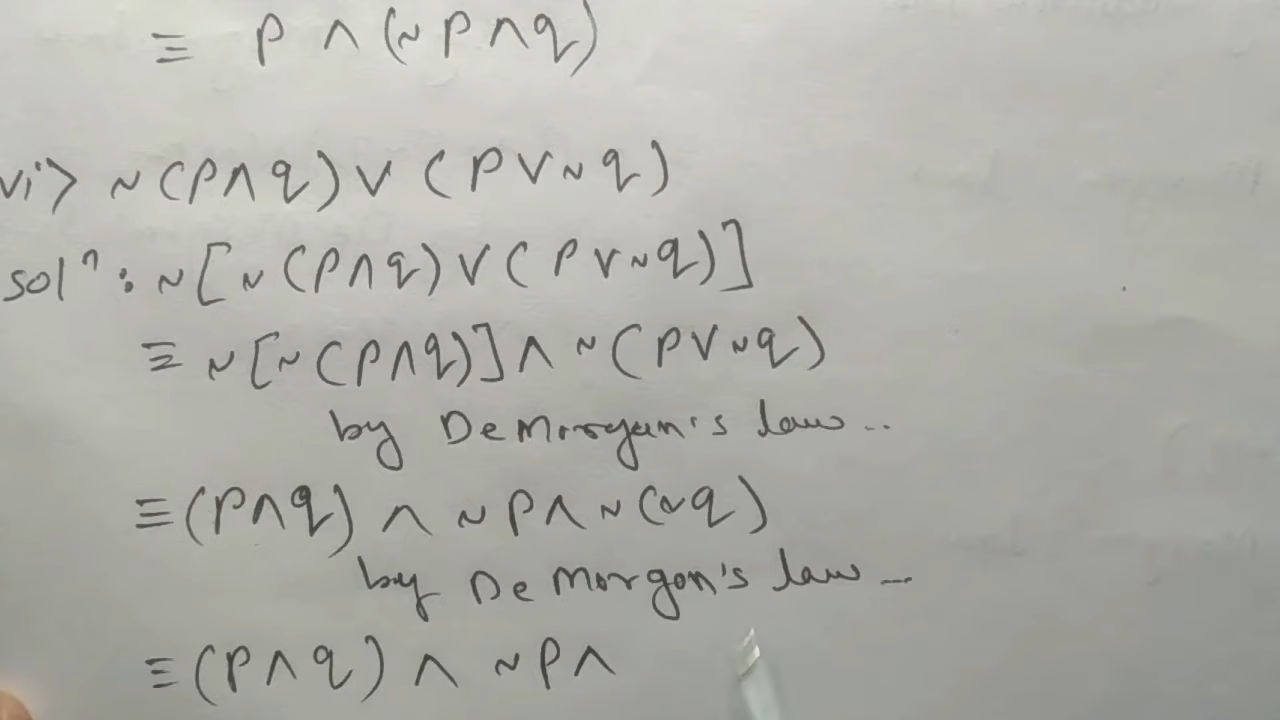 ≡ P ∧ (~P ∧ q)
vi> ~(P∧q) ∨ (P∨~q)
solⁿ: ~[~(P∧q) ∨ (P∨~q)]
≡ ~[~(P∧q)] ∧ ~(P∨~q)
by DeMorgan's law..
≡ (P∧q) ∧ ~P∧~(~q)
by DeMorgan's law --
≡ (P∧q) ∧ ~P∧